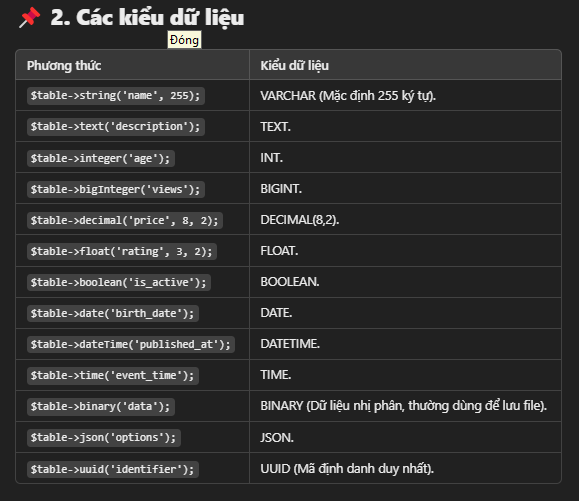 📌 2. Các kiểu dữ liệu
Đóng
Phương thức Kiểu dữ liệu
$table->string('name', 255); VARCHAR (Mặc định 255 ký tự).
$table->text('description'); TEXT.
$table->integer('age'); INT.
$table->bigInteger('views'); BIGINT.
$table->decimal('price', 8, 2); DECIMAL(8,2).
$table->float('rating', 3, 2); FLOAT.
$table->boolean('is_active'); BOOLEAN.
$table->date('birth_date'); DATE.
$table->dateTime('published_at'); DATETIME.
$table->time('event_time'); TIME.
$table->binary('data'); BINARY (Dữ liệu nhị phân, thường dùng để lưu file).
$table->json('options'); JSON.
$table->uuid('identifier'); UUID (Mã định danh duy nhất).